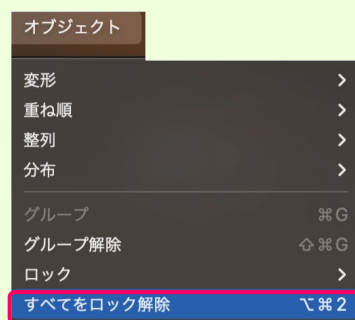 オブジェクト
変形 >
重ね順 >
整列 >
分布 >
グループ ⌘G
グループ解除 ⇧⌘G
ロック >
すべてをロック解除 ⌥⌘2